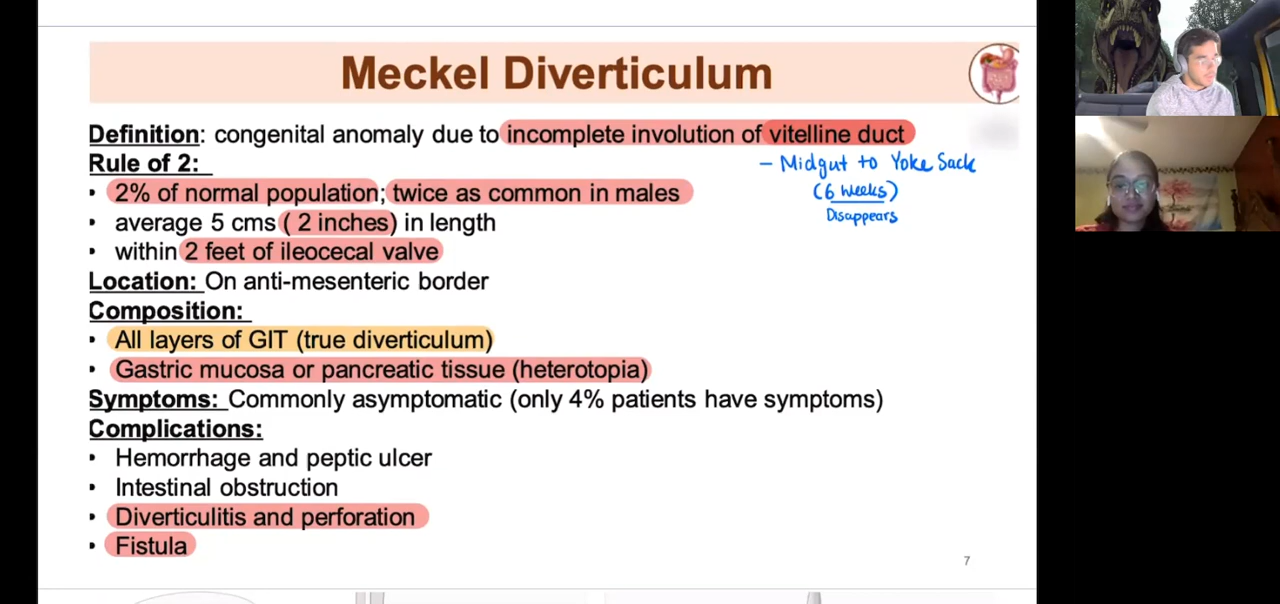 Meckel Diverticulum
Definition: congenital anomaly due to incomplete involution of vitelline duct
- Midgut to Yoke Sack
(6 weeks)
Disappears
Rule of 2:
• 2% of normal population; twice as common in males
• average 5 cms ( 2 inches) in length
• within 2 feet of ileocecal valve
Location: On anti-mesenteric border
Composition:
• All layers of GIT (true diverticulum)
• Gastric mucosa or pancreatic tissue (heterotopia)
Symptoms: Commonly asymptomatic (only 4% patients have symptoms)
Complications:
• Hemorrhage and peptic ulcer
• Intestinal obstruction
• Diverticulitis and perforation
• Fistula
7